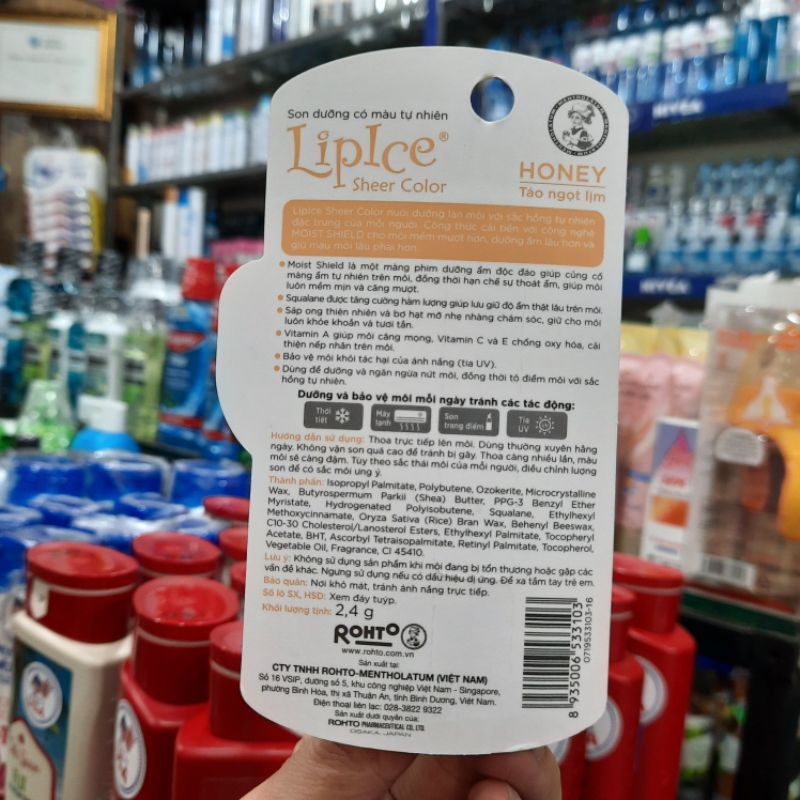 Son dưỡng có màu tự nhiên
LipIce®
Sheer Color
MENTHOLATUM
HONEY
Táo ngọt lịm
LipIce Sheer Color nuôi dưỡng làn môi với sắc hồng tự nhiên
đặc trưng của mỗi người. Công thức cải tiến với công nghệ
MOIST SHIELD cho môi mềm mượt hơn, dưỡng ẩm lâu hơn và
giữ màu môi lâu phai hơn
• Moist Shield là một màng phim dưỡng ẩm độc đáo giúp củng cố
màng ẩm tự nhiên trên môi, đồng thời hạn chế sự thoát ẩm, giúp môi
luôn mềm mịn và căng mượt.
• Squalane được tăng cường hàm lượng giúp lưu giữ độ ẩm thật lâu trên môi.
• Sáp ong thiên nhiên và bơ hạt mỡ nhẹ nhàng chăm sóc, giữ cho môi
luôn khỏe khoắn và tươi tắn.
• Vitamin A giúp môi căng mọng, Vitamin C và E chống oxy hóa, cải
thiện nếp nhăn trên môi.
• Bảo vệ môi khỏi tác hại của ánh nắng (tia UV).
• Dùng để dưỡng và ngăn ngừa nứt môi, đồng thời tô điểm môi với sắc
hồng tự nhiên.
Dưỡng và bảo vệ môi mỗi ngày tránh các tác động:
Thời tiết
Máy lạnh
Son trang điểm
Tia UV
Hướng dẫn sử dụng: Thoa trực tiếp lên môi. Dùng thường xuyên hằng
ngày. Không vặn son quá cao để tránh bị gãy. Thoa càng nhiều lần, màu
môi sẽ càng đậm. Tùy theo sắc thái môi của mỗi người, điều chỉnh lượng
son để có sắc môi ưng ý.
Thành phần: Isopropyl Palmitate, Polybutene, Ozokerite, Microcrystalline
Wax, Butyrospermum Parkii (Shea) Butter, PPG-3 Benzyl Ether
Myristate, Hydrogenated Polyisobutene, Squalane, Ethylhexyl
Methoxycinnamate, Oryza Sativa (Rice) Bran Wax, Behenyl Beeswax,
C10-30 Cholesterol/Lanosterol Esters, Ethylhexyl Palmitate, Tocopheryl
Acetate, BHT, Ascorbyl Tetraisopalmitate, Retinyl Palmitate, Tocopherol,
Vegetable Oil, Fragrance, CI 45410.
Lưu ý: Không sử dụng sản phẩm khi môi đang bị tổn thương hoặc gặp các
vấn đề khác. Ngưng sử dụng nếu có dấu hiệu dị ứng. Để xa tầm tay trẻ em.
Bảo quản: Nơi khô mát, tránh ánh nắng trực tiếp.
Số lô SX, HSD: Xem đáy tuýp.
Khối lượng tịnh: 2,4 g
ROHTO
www.rohto.com.vn
Sản xuất tại:
CTY TNHH ROHTO-MENTHOLATUM (VIỆT NAM)
Số 16 VSIP, đường số 5, khu công nghiệp Việt Nam - Singapore,
phường Bình Hòa, thị xã Thuận An, tỉnh Bình Dương, Việt Nam.
Điện thoại liên lạc: 028-3822 9322
Sản xuất dưới quyền của:
ROHTO PHARMACEUTICAL CO., LTD.
OSAKA, JAPAN
8 935006 533103
0719533103-16
NIVEA
NIVEA